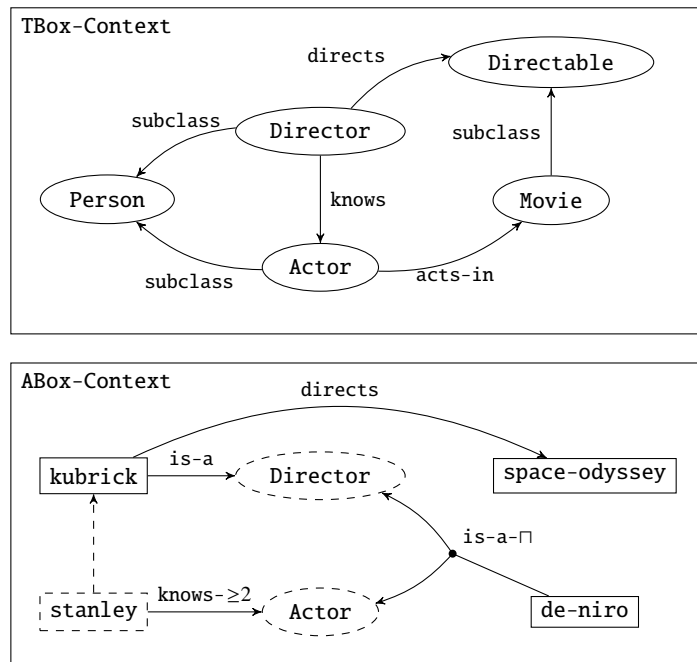 TBox-Context
directs
Directable
subclass
Director
subclass
Person
knows
Movie
Actor
subclass
acts-in
ABox-Context
directs
is-a
kubrick
Director
space-odyssey
is-a-⊓
knows-≥2
stanley
Actor
de-niro